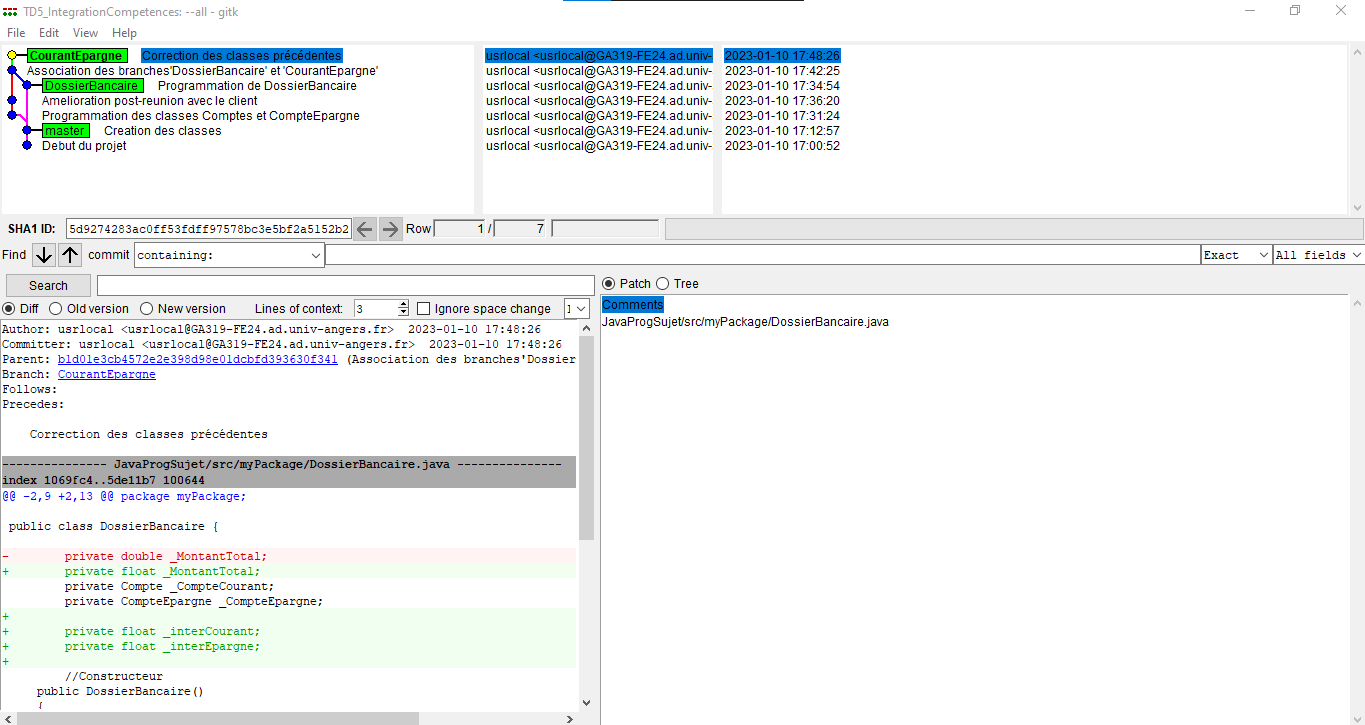 TD5_IntegrationCompetences: --all - gitk
File Edit View Help
CourantEpargne Correction des classes précédentes usrlocal <usrlocal@GA319-FE24.ad.univ- 2023-01-10 17:48:26
Association des branches'DossierBancaire' et 'CourantEpargne' usrlocal <usrlocal@GA319-FE24.ad.univ- 2023-01-10 17:42:25
DossierBancaire Programmation de DossierBancaire usrlocal <usrlocal@GA319-FE24.ad.univ- 2023-01-10 17:34:54
Amelioration post-reunion avec le client usrlocal <usrlocal@GA319-FE24.ad.univ- 2023-01-10 17:36:20
Programmation des classes Comptes et CompteEpargne usrlocal <usrlocal@GA319-FE24.ad.univ- 2023-01-10 17:31:24
master Creation des classes usrlocal <usrlocal@GA319-FE24.ad.univ- 2023-01-10 17:12:57
Debut du projet usrlocal <usrlocal@GA319-FE24.ad.univ- 2023-01-10 17:00:52
SHA1 ID: 5d9274283ac0ff53fdff97578bc3e5bf2a5152b2 Row 1 / 7
Find commit containing: Exact All fields
Search
Patch Tree
Diff Old version New version Lines of context: 3 Ignore space change
Comments
JavaProgSujet/src/myPackage/DossierBancaire.java
Author: usrlocal <usrlocal@GA319-FE24.ad.univ-angers.fr> 2023-01-10 17:48:26
Committer: usrlocal <usrlocal@GA319-FE24.ad.univ-angers.fr> 2023-01-10 17:48:26
Parent: b1d01e3cb4572e2e398d98e01dcbfd393630f341 (Association des branches'Dossier
Branch: CourantEpargne
Follows:
Precedes:
Correction des classes précédentes
--------------- JavaProgSujet/src/myPackage/DossierBancaire.java ---------------
index 1069fc4..5de11b7 100644
@@ -2,9 +2,13 @@ package myPackage;
public class DossierBancaire {
- private double _MontantTotal;
+ private float _MontantTotal;
private Compte _CompteCourant;
private CompteEpargne _CompteEpargne;
+
+ private float _interCourant;
+ private float _interEpargne;
+
//Constructeur
public DossierBancaire()
{